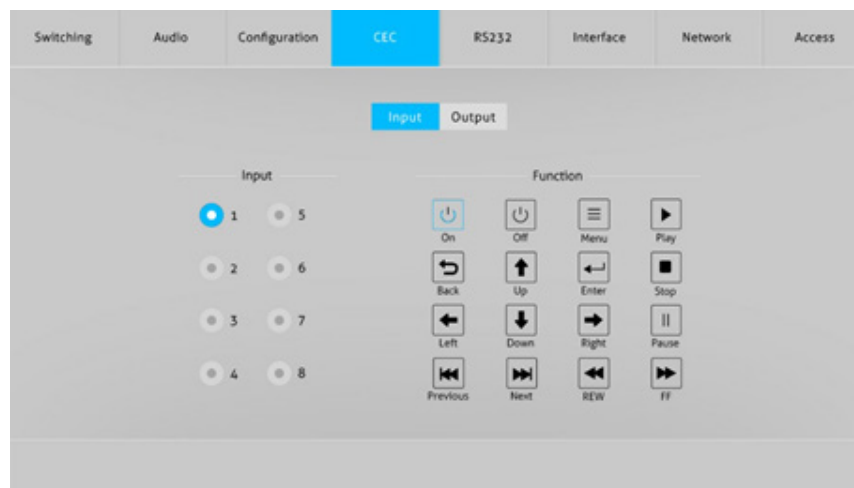 Switching Audio Configuration CEC RS232 Interface Network Access
Input Output
Input
1 5
2 6
3 7
4 8
Function
On Off Menu Play
Back Up Enter Stop
Left Down Right Pause
Previous Next REW FF